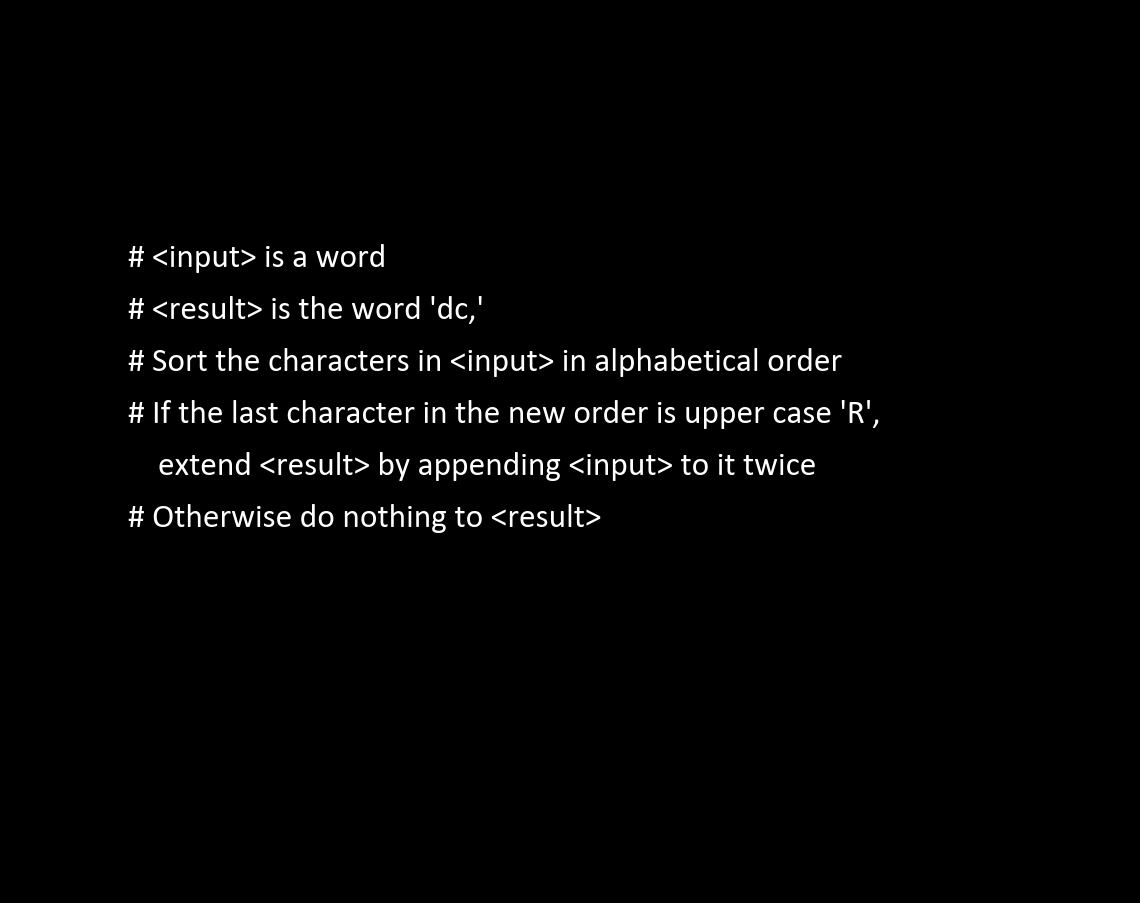 # <input> is a word
# <result> is the word 'dc,'
# Sort the characters in <input> in alphabetical order
# If the last character in the new order is upper case 'R',
extend <result> by appending <input> to it twice
# Otherwise do nothing to <result>